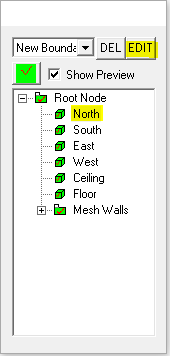 New Bounda DEL EDIT
Show Preview
Root Node
North
South
East
West
Ceiling
Floor
Mesh Walls